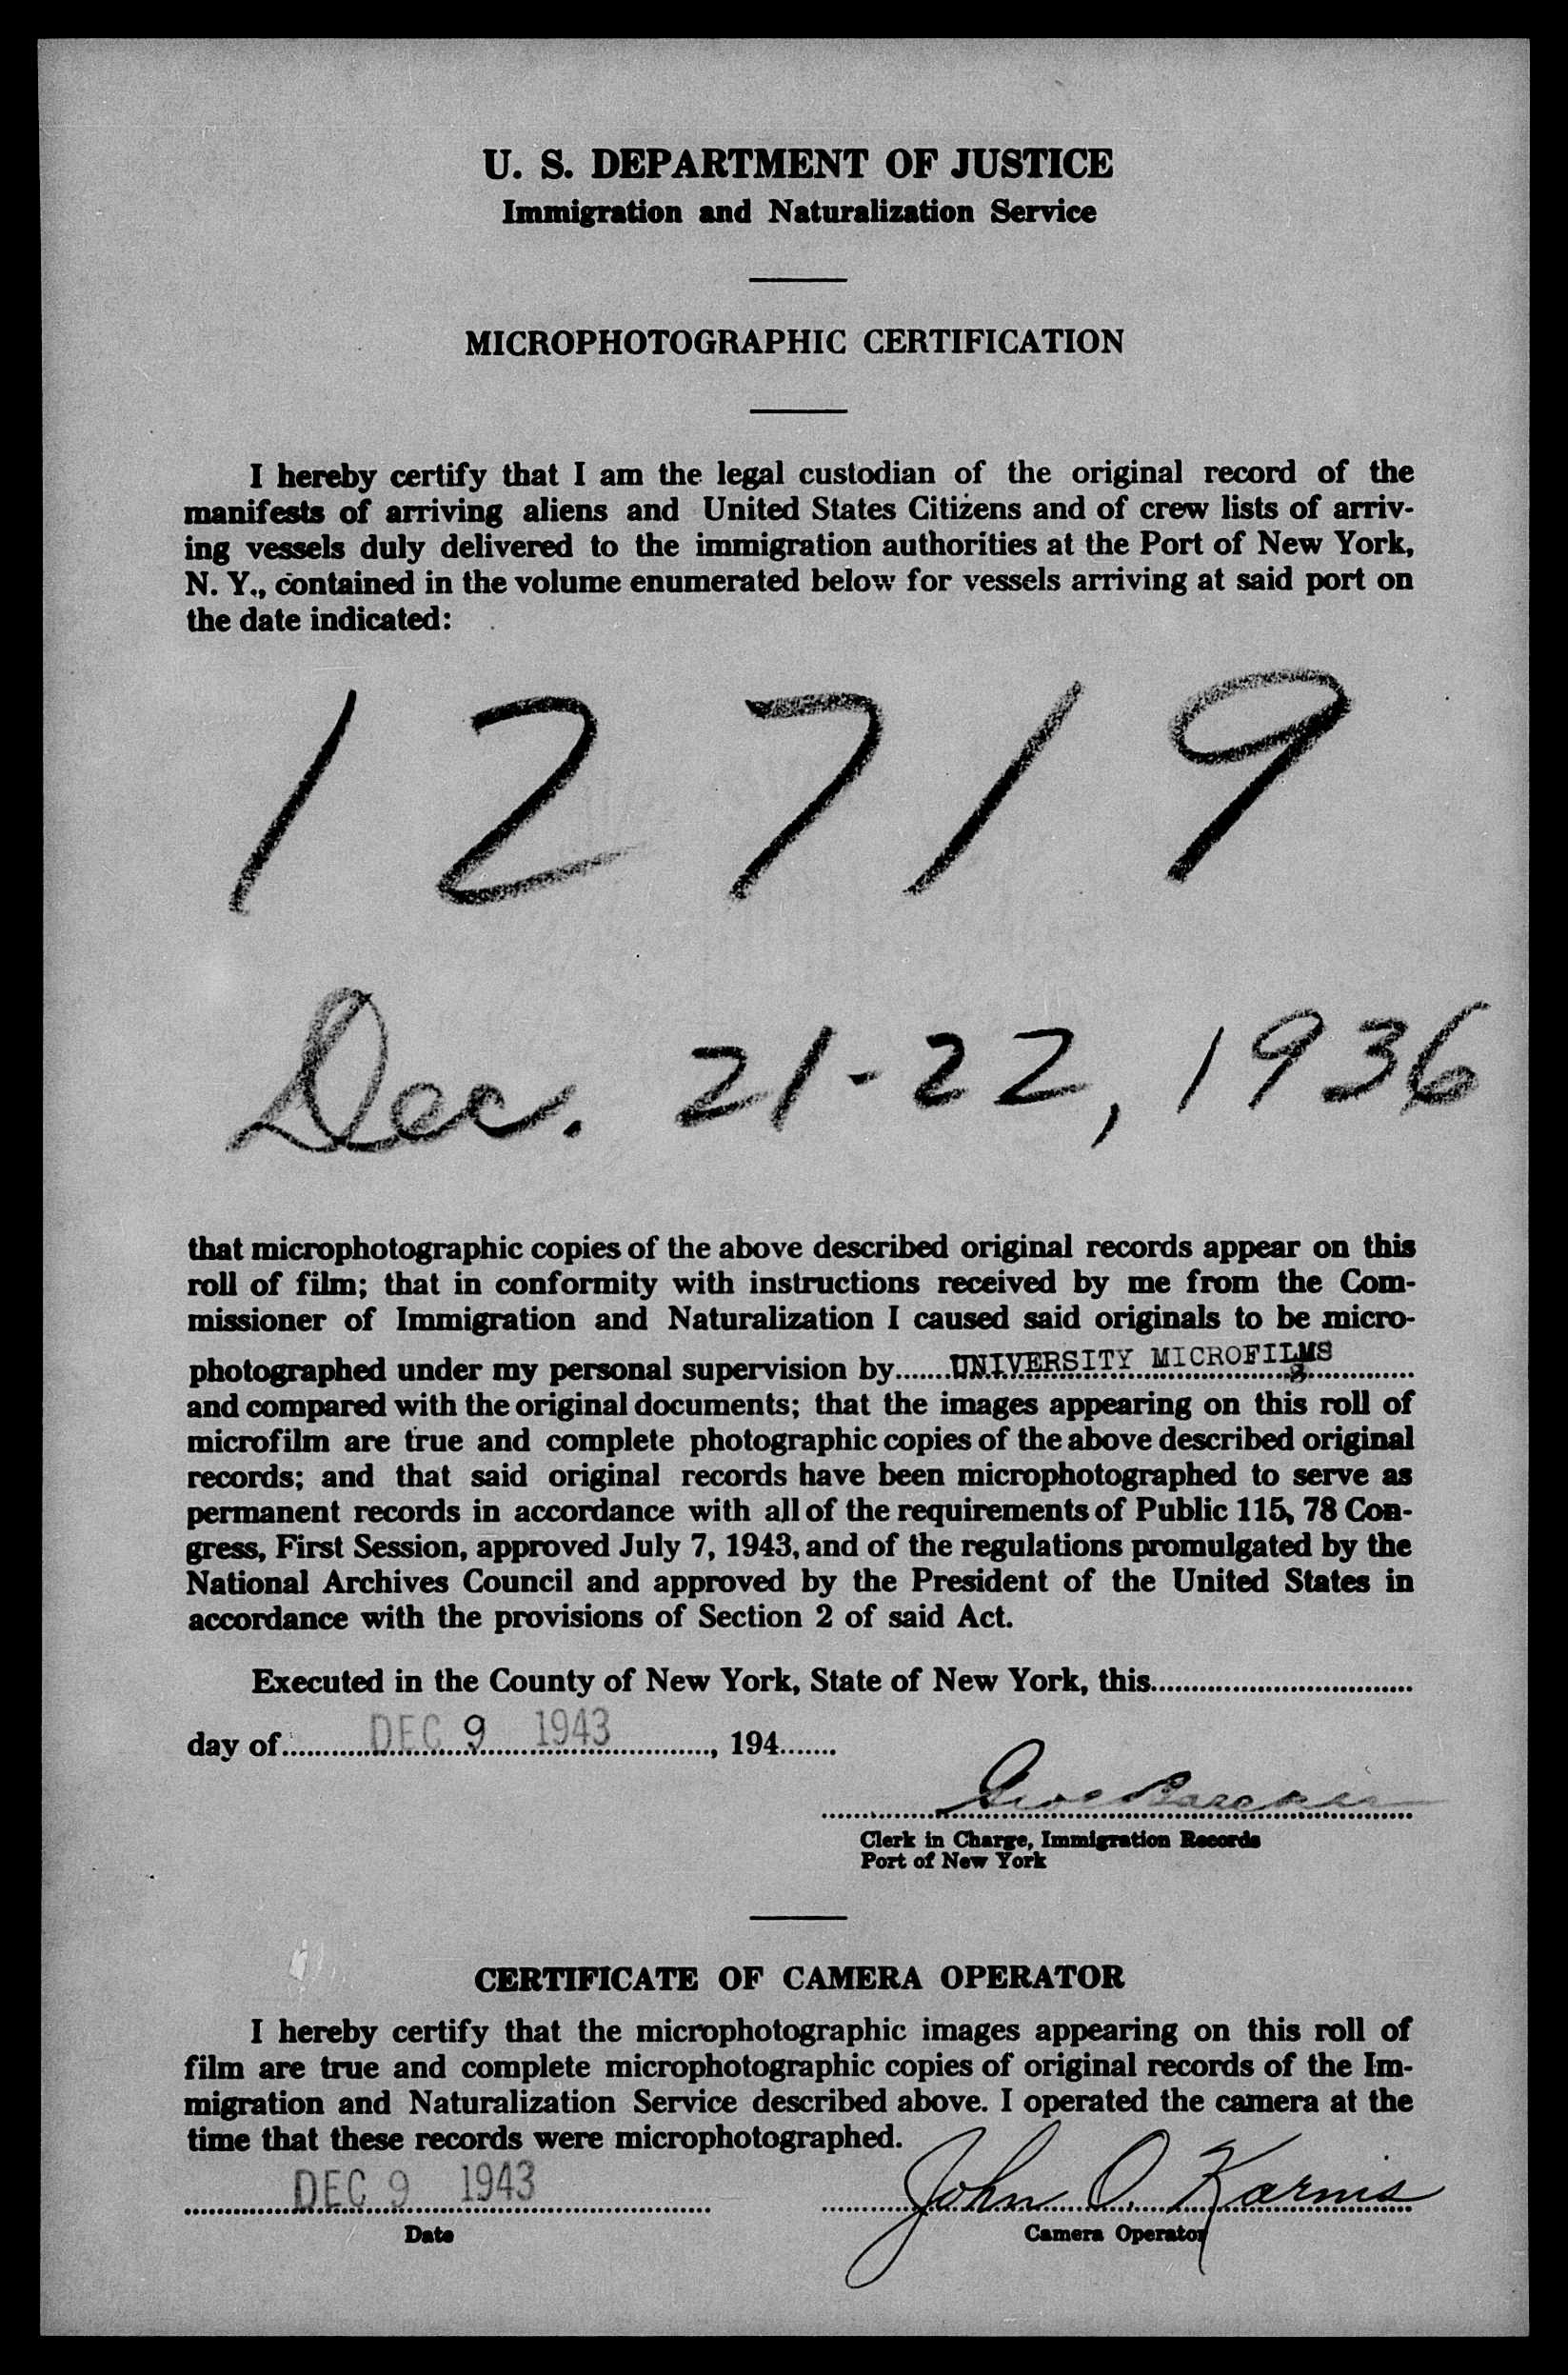 U. S. DEPARTMENT OF JUSTICE
Immigration and Naturalization Service
MICROPHOTOGRAPHIC CERTIFICATION
I hereby certify that I am the legal custodian of the original record of the
manifests of arriving aliens and United States Citizens and of crew lists of arriv-
ing vessels duly delivered to the immigration authorities at the Port of New York,
N. Y., contained in the volume enumerated below for vessels arriving at said port on
the date indicated:
12719
Dec. 21-22, 1936
that microphotographic copies of the above described original records appear on this
roll of film; that in conformity with instructions received by me from the Com-
missioner of Immigration and Naturalization I caused said originals to be micro-
photographed under my personal supervision by UNIVERSITY MICROFILMS
and compared with the original documents; that the images appearing on this roll of
microfilm are true and complete photographic copies of the above described original
records; and that said original records have been microphotographed to serve as
permanent records in accordance with all of the requirements of Public 115, 78 Con-
gress, First Session, approved July 7, 1943, and of the regulations promulgated by the
National Archives Council and approved by the President of the United States in
accordance with the provisions of Section 2 of said Act.
Executed in the County of New York, State of New York, this
day of DEC 9 1943, 194
Clerk in Charge, Immigration Records
Port of New York
CERTIFICATE OF CAMERA OPERATOR
I hereby certify that the microphotographic images appearing on this roll of
film are true and complete microphotographic copies of original records of the Im-
migration and Naturalization Service described above. I operated the camera at the
time that these records were microphotographed.
DEC 9 1943 John O. Karnis
Date Camera Operator